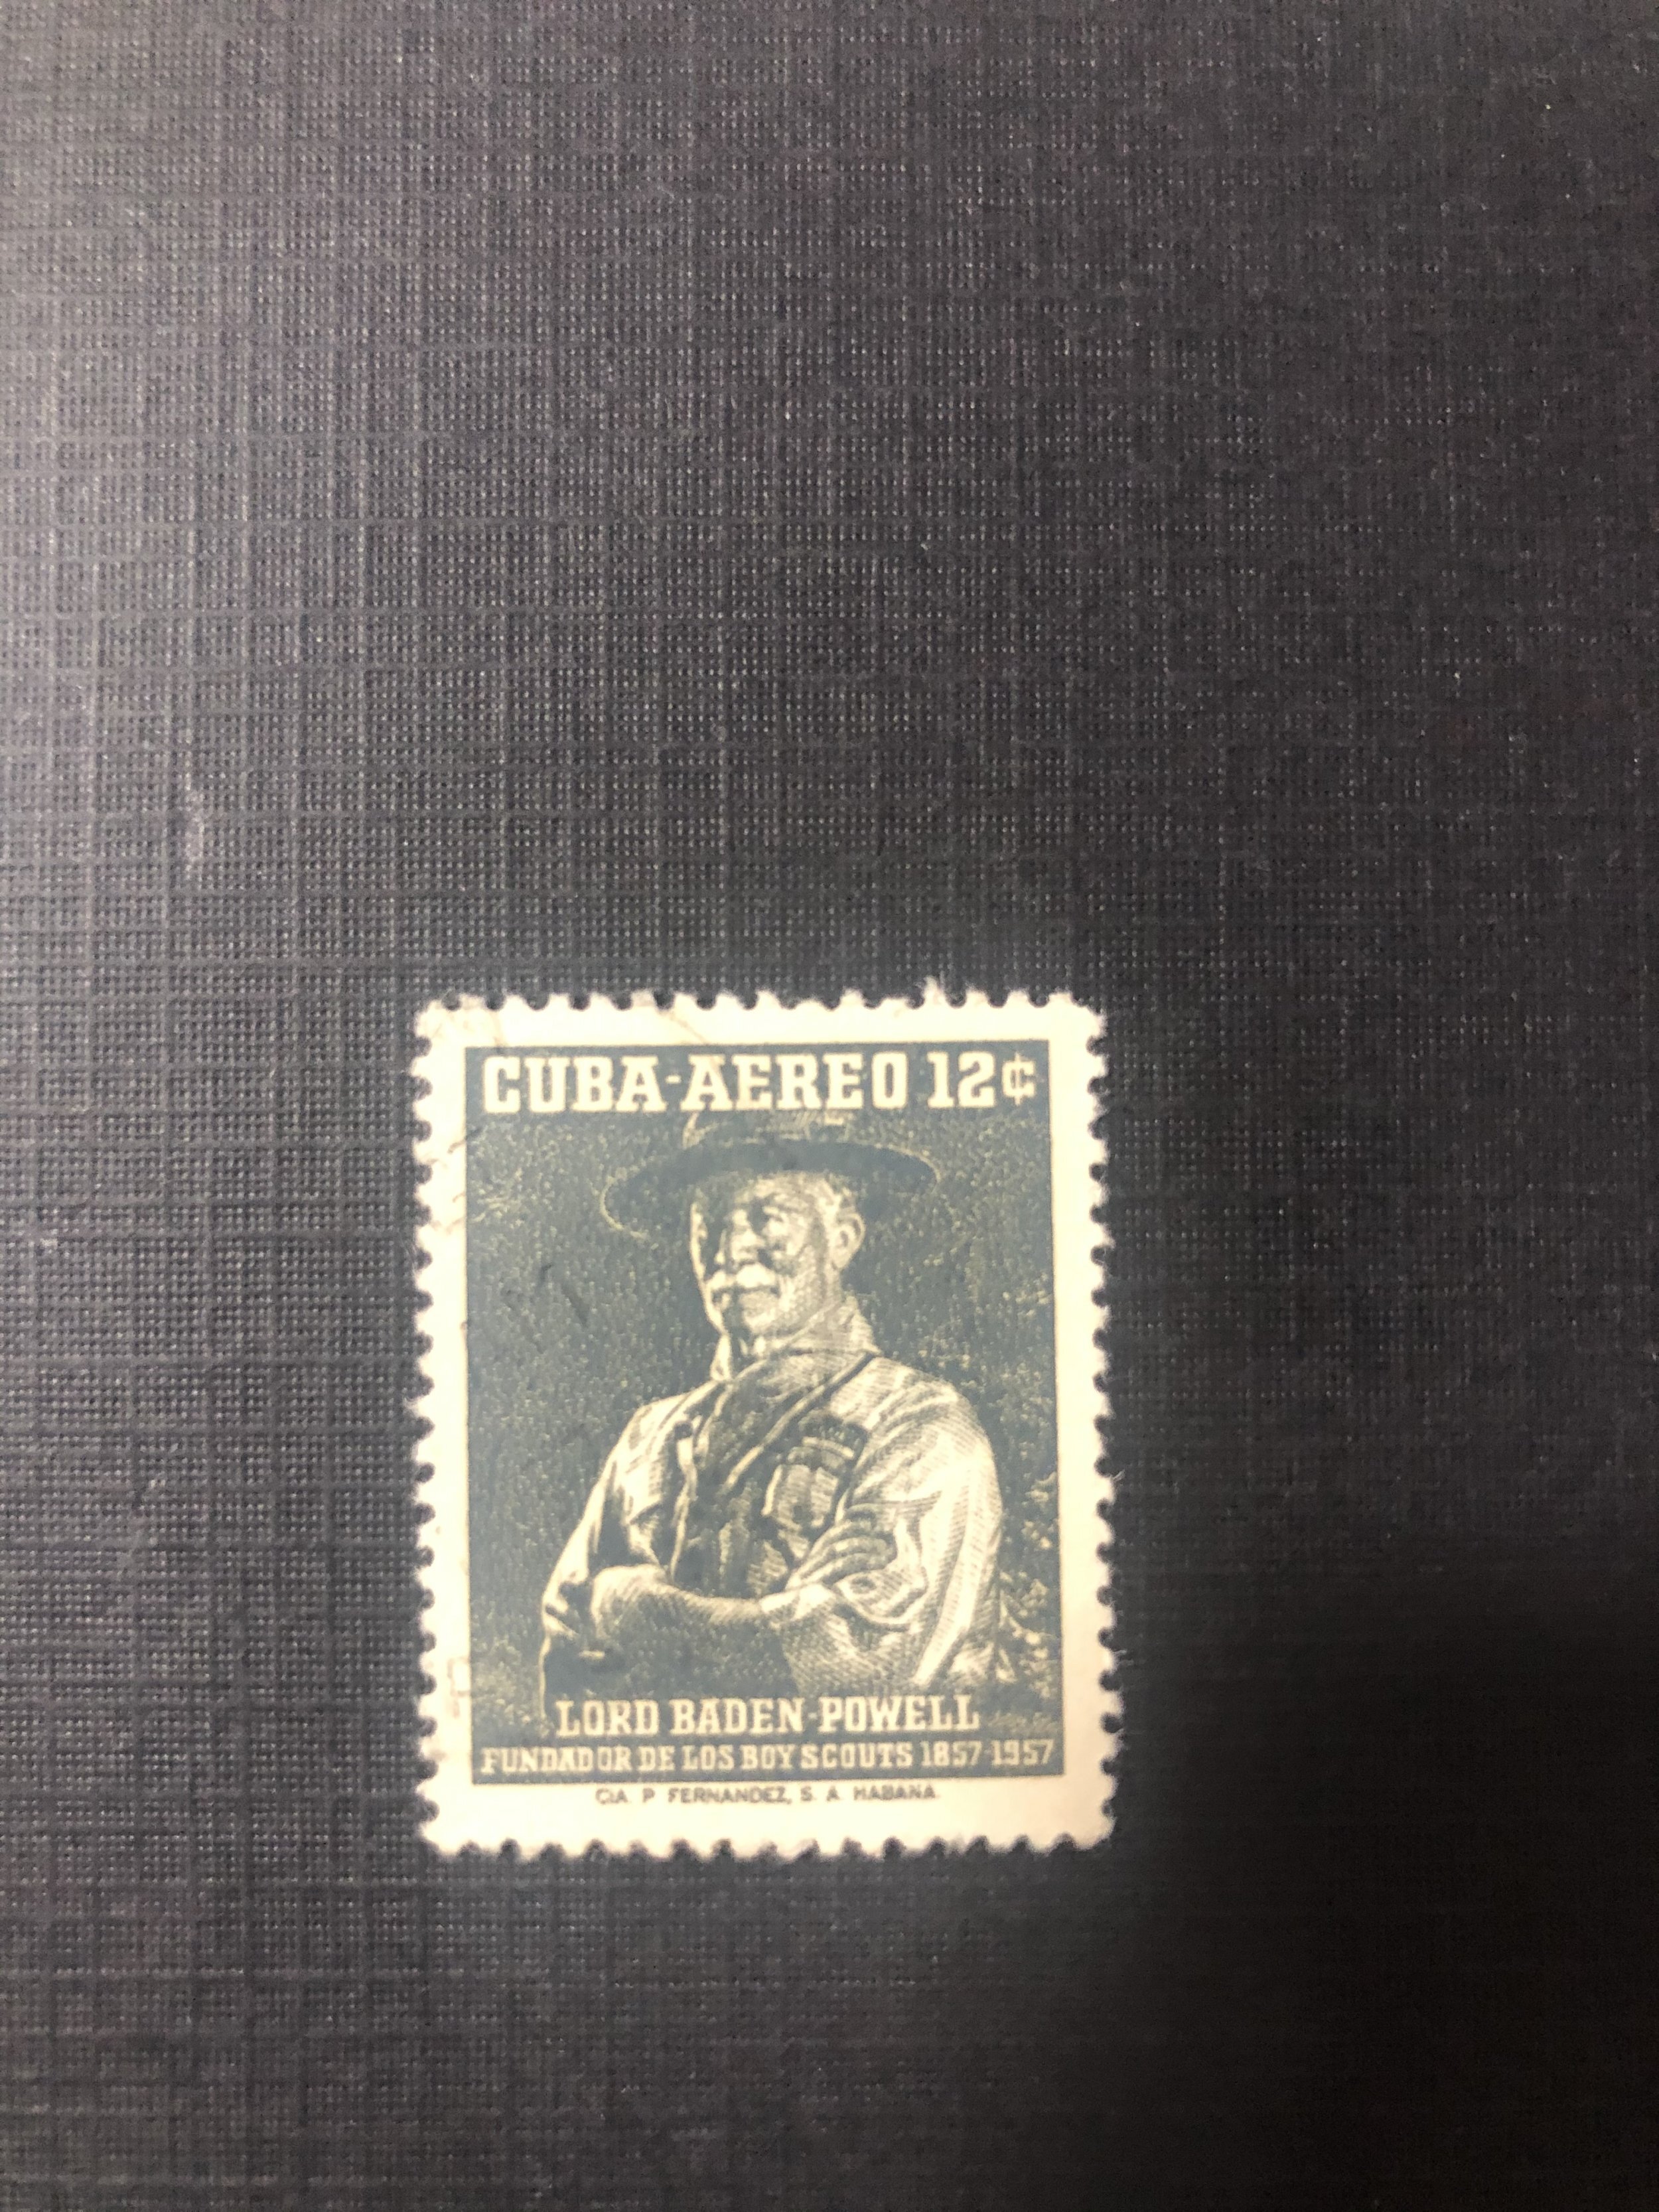 CUBA-AEREO 12¢
LORD BADEN-POWELL
FUNDADOR DE LOS BOY SCOUTS 1857-1957
CIA. P. FERNANDEZ, S. A. HABANA.